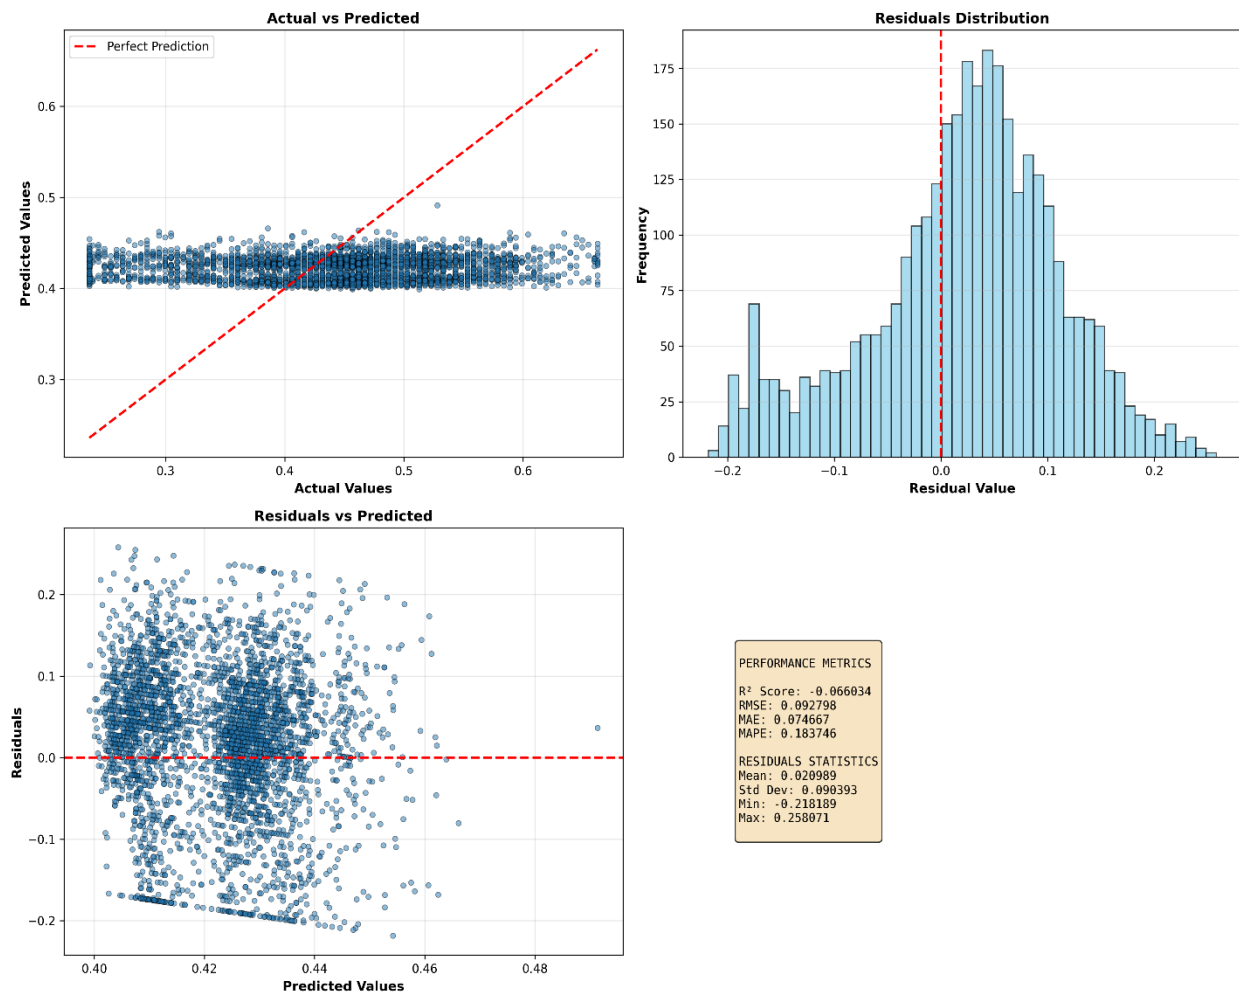 Actual vs Predicted
Perfect Prediction
0.6
0.5
0.4
0.3
Predicted Values
0.3 0.4 0.5 0.6
Actual Values
Residuals Distribution
175
150
125
100
75
50
25
0
Frequency
−0.2 −0.1 0.0 0.1 0.2
Residual Value
Residuals vs Predicted
0.2
0.1
0.0
−0.1
−0.2
Residuals
0.40 0.42 0.44 0.46 0.48
Predicted Values
PERFORMANCE METRICS
R² Score: -0.066034
RMSE: 0.092798
MAE: 0.074667
MAPE: 0.183746
RESIDUALS STATISTICS
Mean: 0.020989
Std Dev: 0.090393
Min: -0.218189
Max: 0.258071